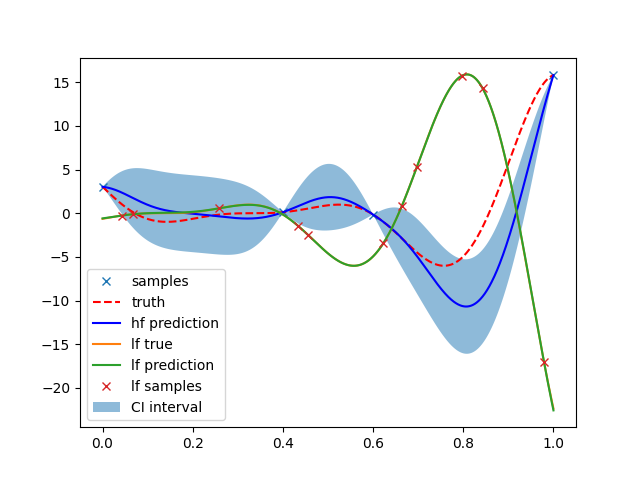 15
10
5
0
−5
−10
−15
−20
samples
truth
hf prediction
lf true
lf prediction
lf samples
CI interval
0.0
0.2
0.4
0.6
0.8
1.0